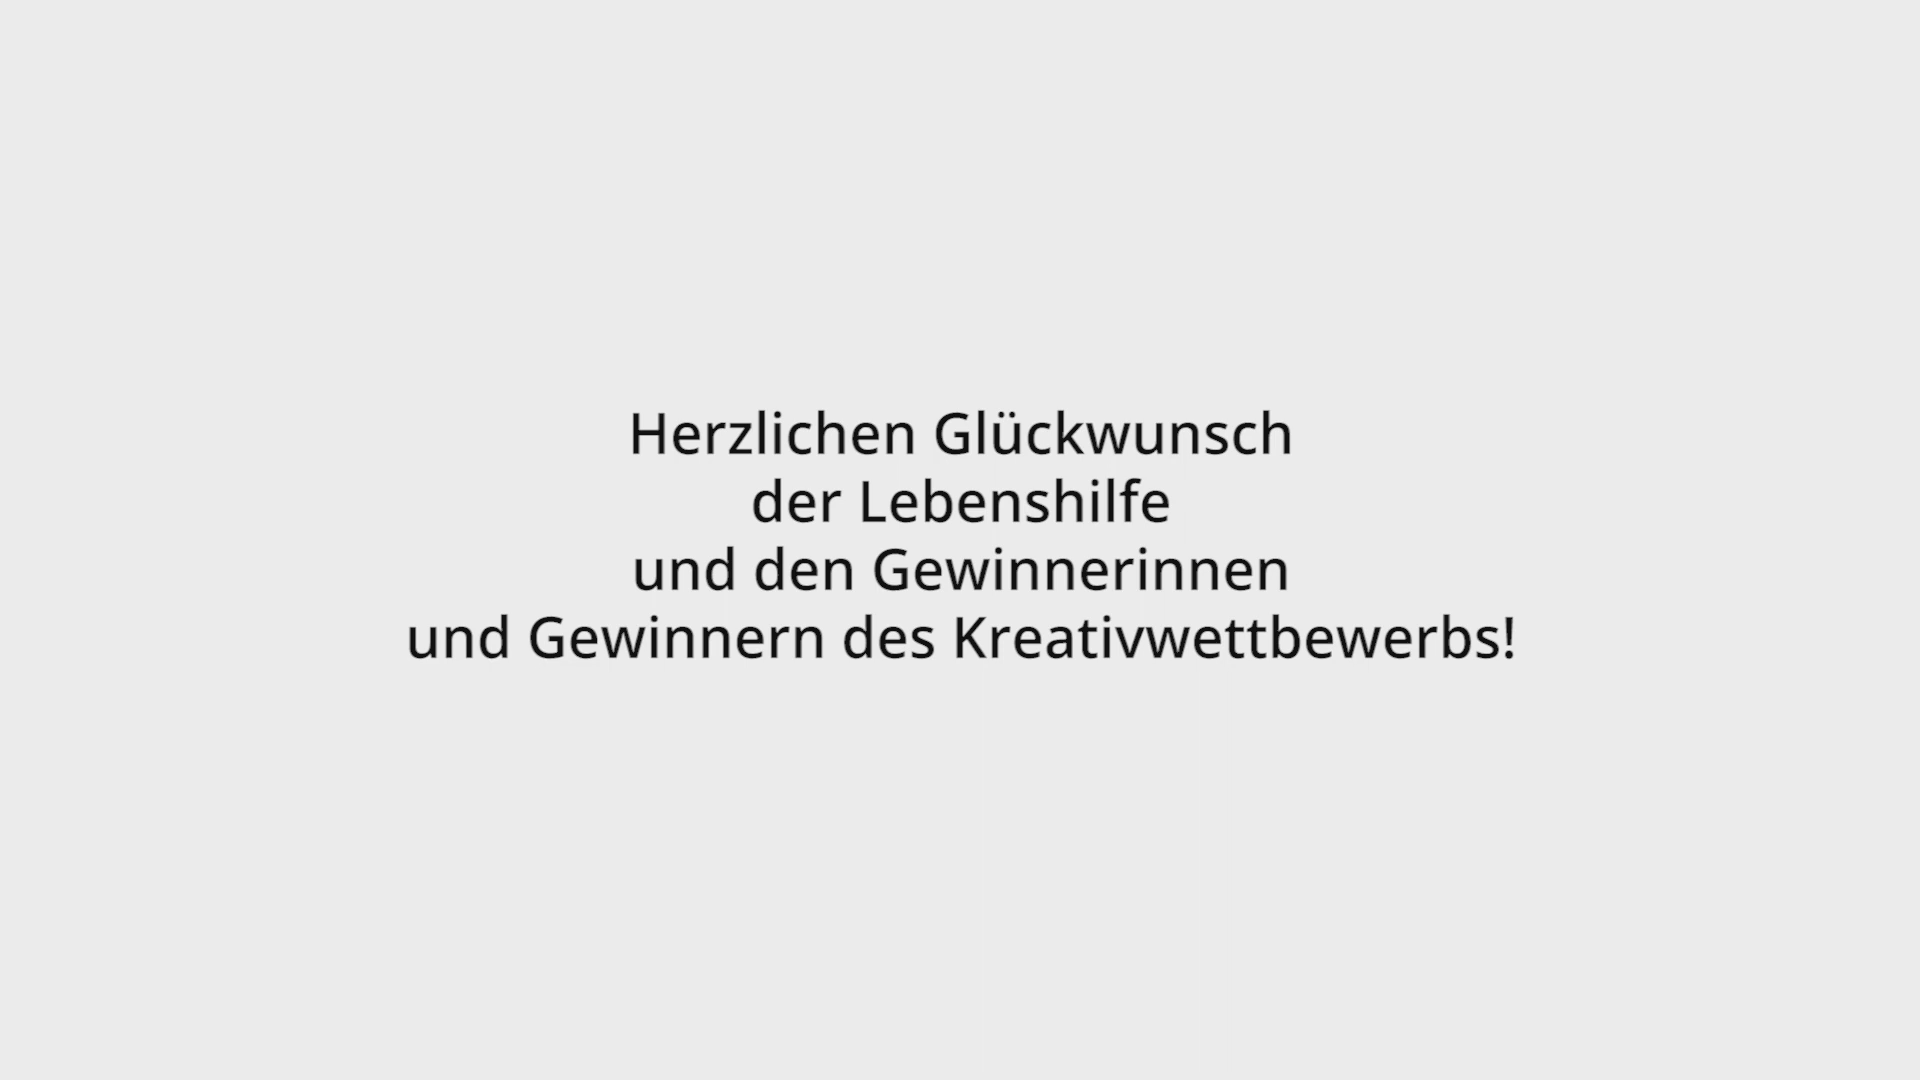 Herzlichen Glückwunsch
der Lebenshilfe
und den Gewinnerinnen
und Gewinnern des Kreativwettbewerbs!